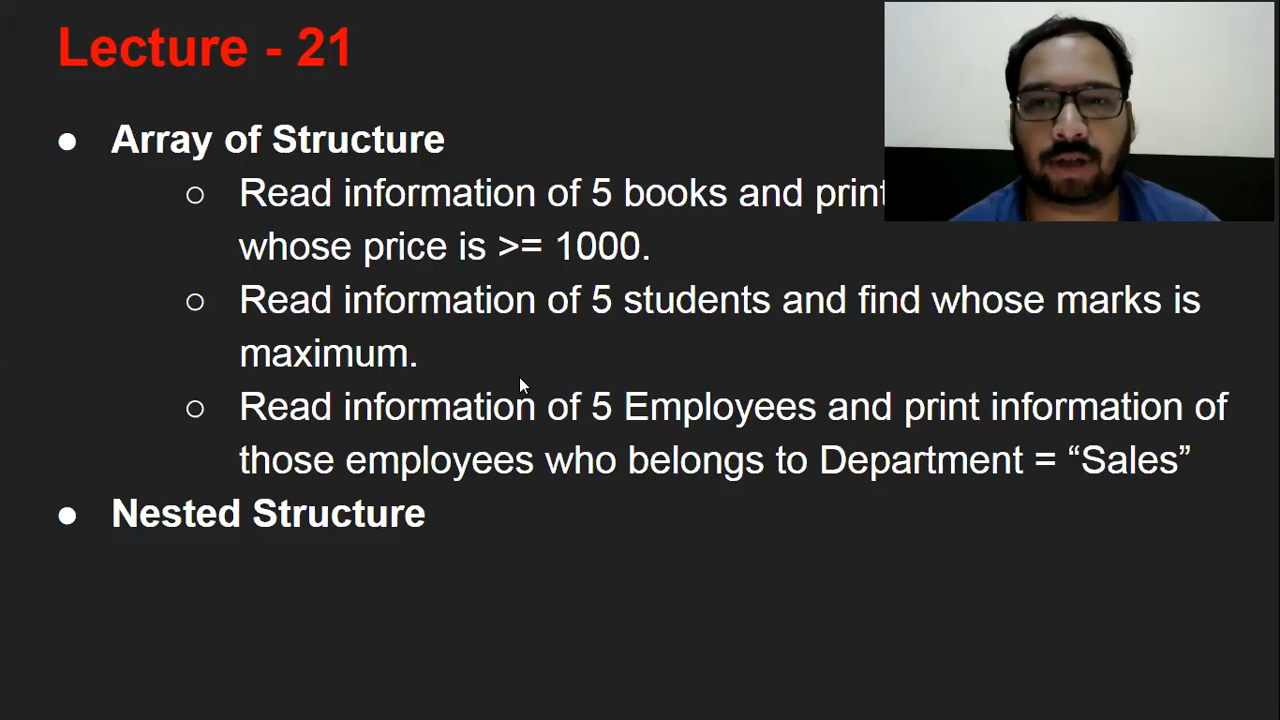 Lecture - 21
● Array of Structure
○ Read information of 5 books and print
whose price is >= 1000.
○ Read information of 5 students and find whose marks is
maximum.
○ Read information of 5 Employees and print information of
those employees who belongs to Department = “Sales”
● Nested Structure